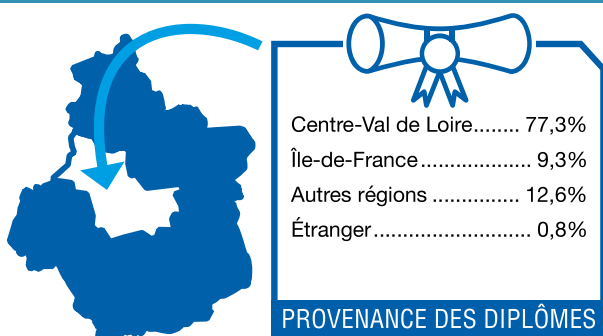 Centre-Val de Loire........ 77,3%
Île-de-France................... 9,3%
Autres régions ............... 12,6%
Étranger........................... 0,8%
PROVENANCE DES DIPLÔMES